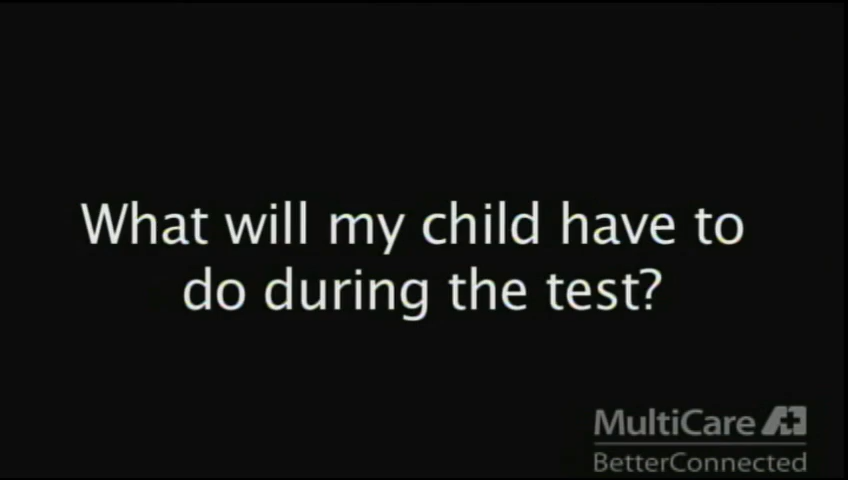 What will my child have to
do during the test?
MultiCare
BetterConnected